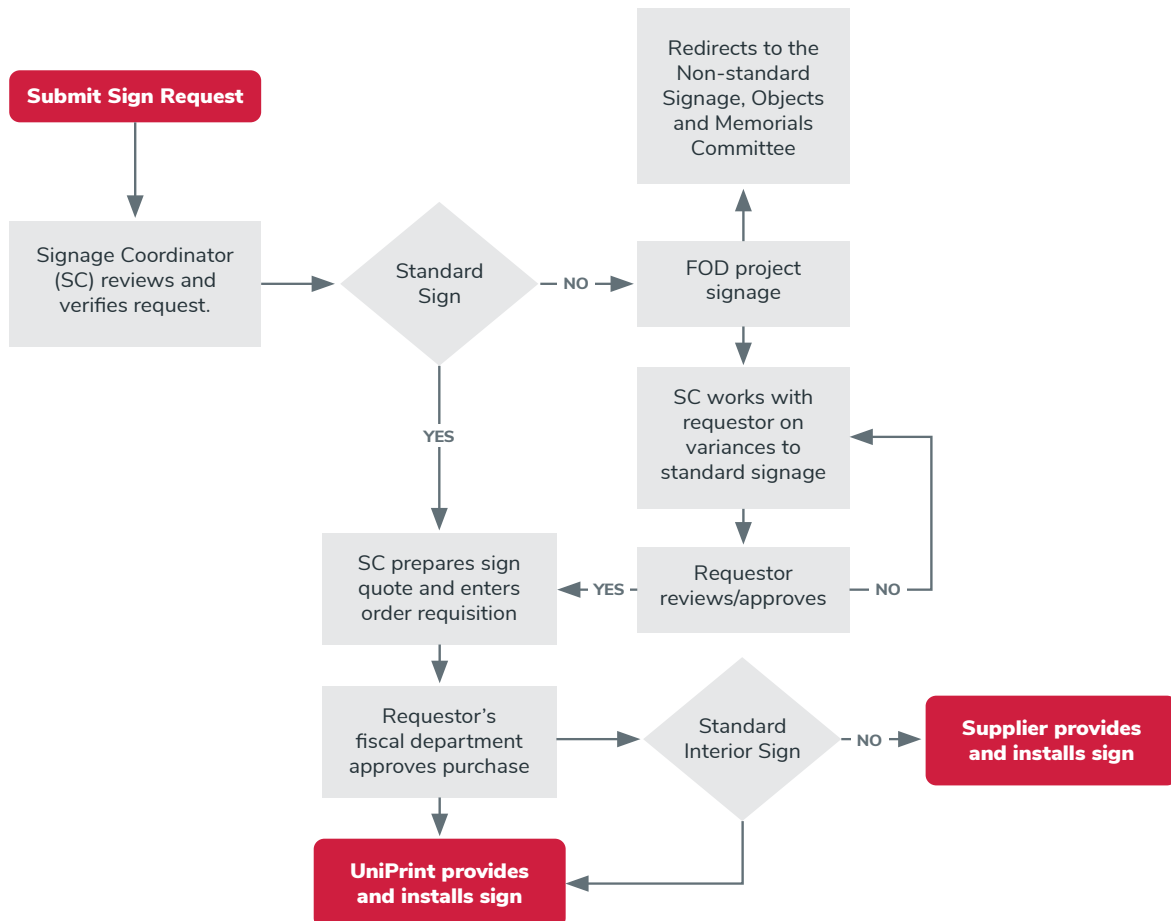 Submit Sign Request
Signage Coordinator
(SC) reviews and
verifies request.
Standard
Sign
NO
FOD project
signage
Redirects to the
Non-standard
Signage, Objects
and Memorials
Committee
SC works with
requestor on
variances to
standard signage
Requestor
reviews/approves
NO
YES
YES
SC prepares sign
quote and enters
order requisition
Requestor’s
fiscal department
approves purchase
Standard
Interior Sign
NO
Supplier provides
and installs sign
UniPrint provides
and installs sign